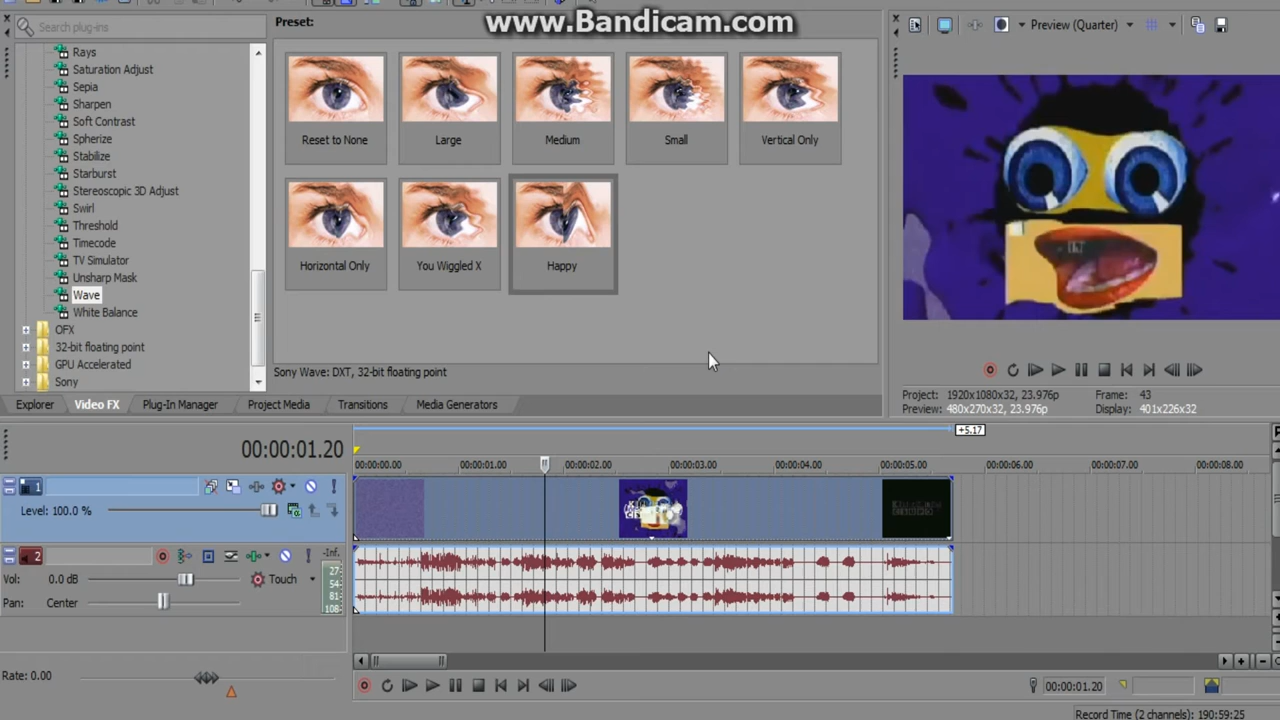 www.Bandicam.com
Search plug-ins
Preset:
Preview (Quarter)
Rays
Saturation Adjust
Sepia
Sharpen
Soft Contrast
Spherize
Stabilize
Starburst
Stereoscopic 3D Adjust
Swirl
Threshold
Timecode
TV Simulator
Unsharp Mask
Wave
White Balance
OFX
32-bit floating point
GPU Accelerated
Sony
Reset to None
Large
Medium
Small
Vertical Only
Horizontal Only
You Wiggled X
Happy
Sony Wave: DXT, 32-bit floating point
Explorer
Video FX
Plug-In Manager
Project Media
Transitions
Media Generators
Project: 1920x1080x32, 23.976p
Frame: 43
Preview: 480x270x32, 23.976p
Display: 401x226x32
+5.17
00:00:01.20
00:00:00.00
00:00:01.00
00:00:02.00
00:00:03.00
00:00:04.00
00:00:05.00
00:00:06.00
00:00:07.00
00:00:08.00
1
Level: 100.0 %
2
-Inf.
Vol: 0.0 dB
Touch
Pan: Center
27-
54-
81-
108-
Rate: 0.00
00:00:01.20
Record Time (2 channels): 190:59:25